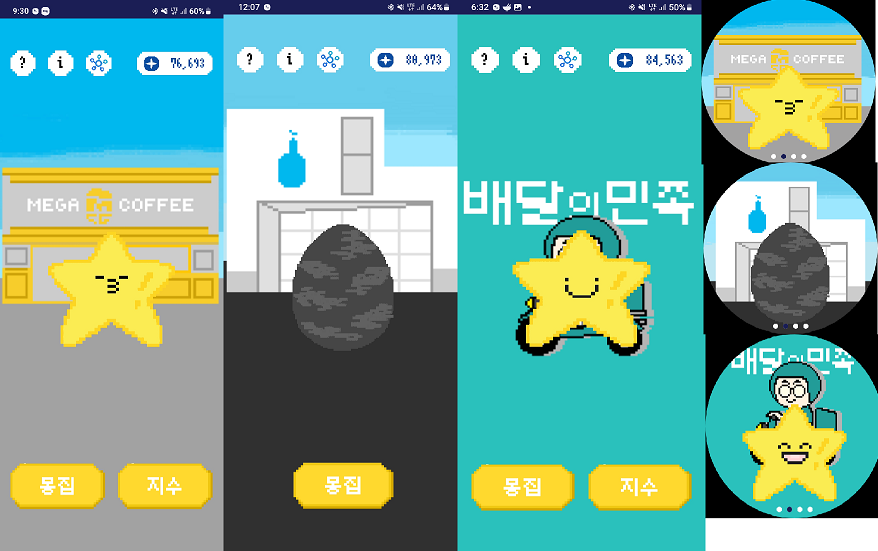 9:30
60%
?
i
76,693
MEGA COFFEE
몽집
지수
12:07
64%
?
i
80,973
몽집
6:32
50%
?
i
84,563
배달의민족
몽집
지수
MEGA COFFEE
배달의민족